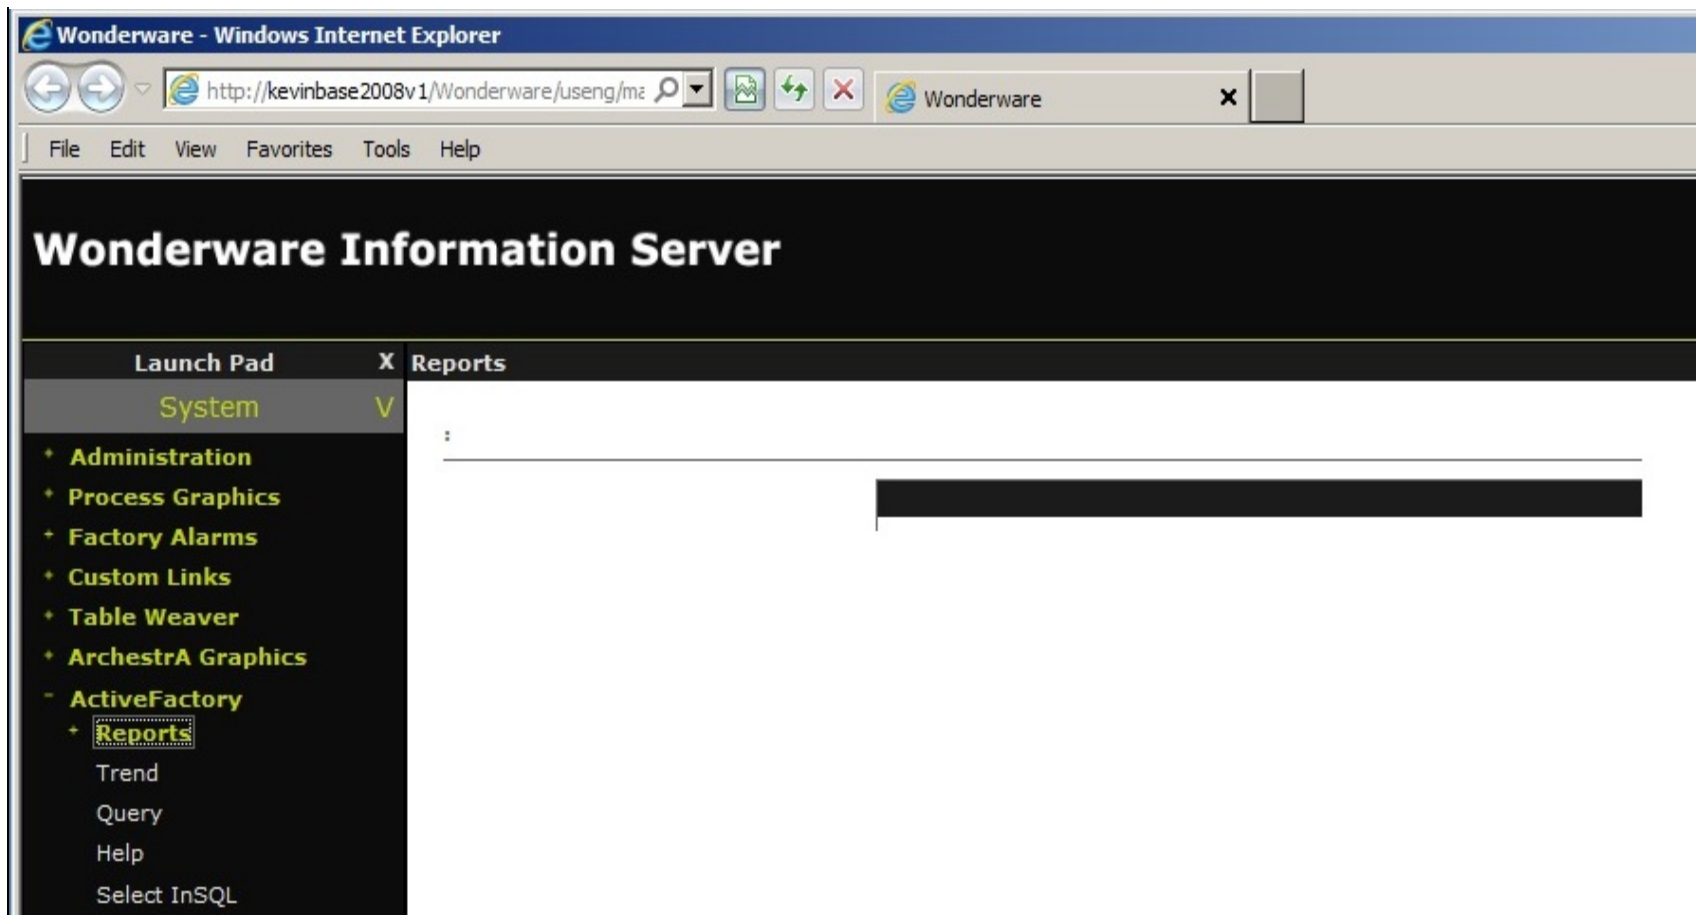 Wonderware - Windows Internet Explorer
http://kevinbase2008v1/Wonderware/useng/ma
Wonderware
File Edit View Favorites Tools Help
Wonderware Information Server
Launch Pad X
Reports
System V
:
+ Administration
+ Process Graphics
+ Factory Alarms
+ Custom Links
+ Table Weaver
+ ArchestrA Graphics
- ActiveFactory
+ Reports
Trend
Query
Help
Select InSQL